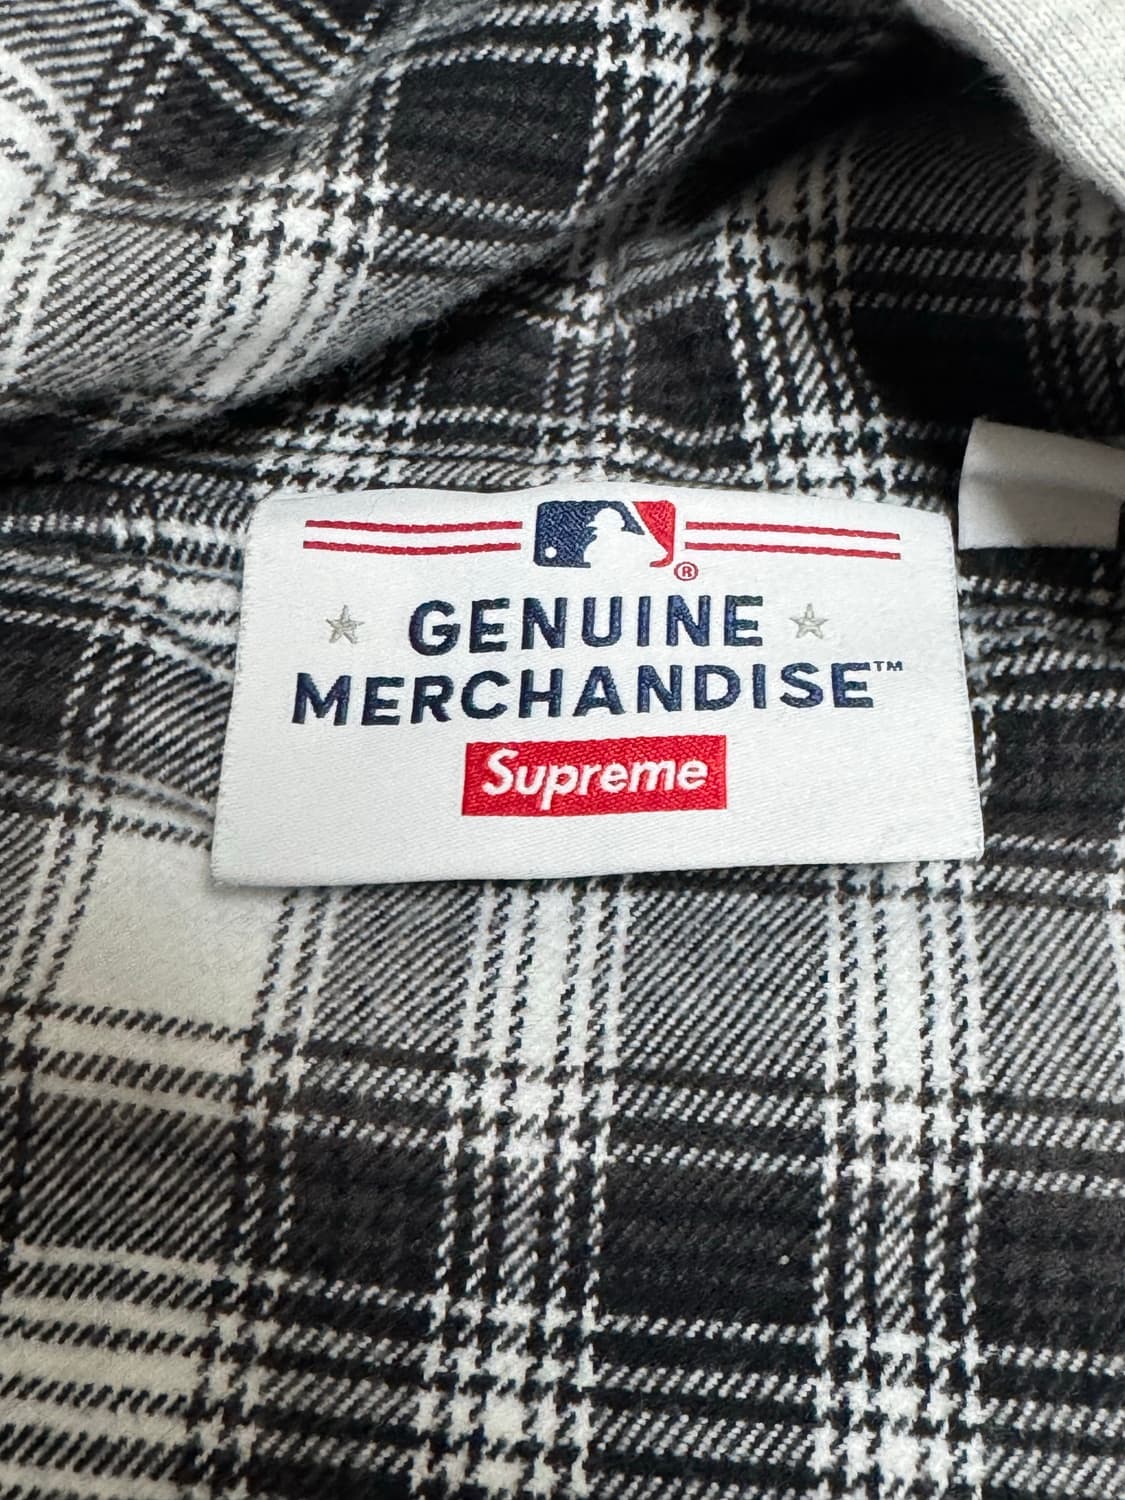 ®
GENUINE
MERCHANDISE™
Supreme